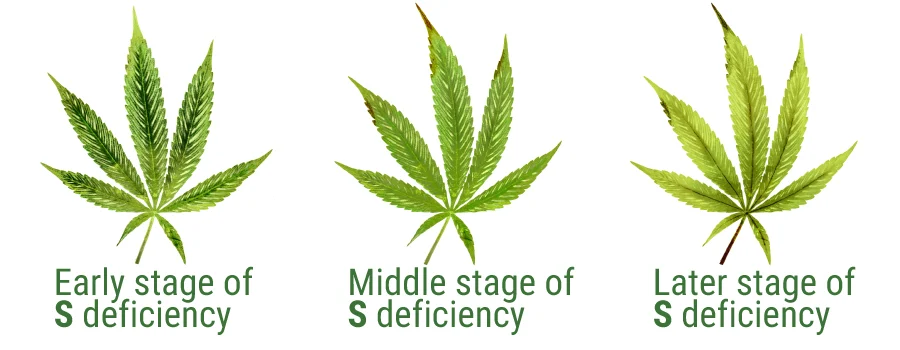 Early stage of
S deficiency
Middle stage of
S deficiency
Later stage of
S deficiency